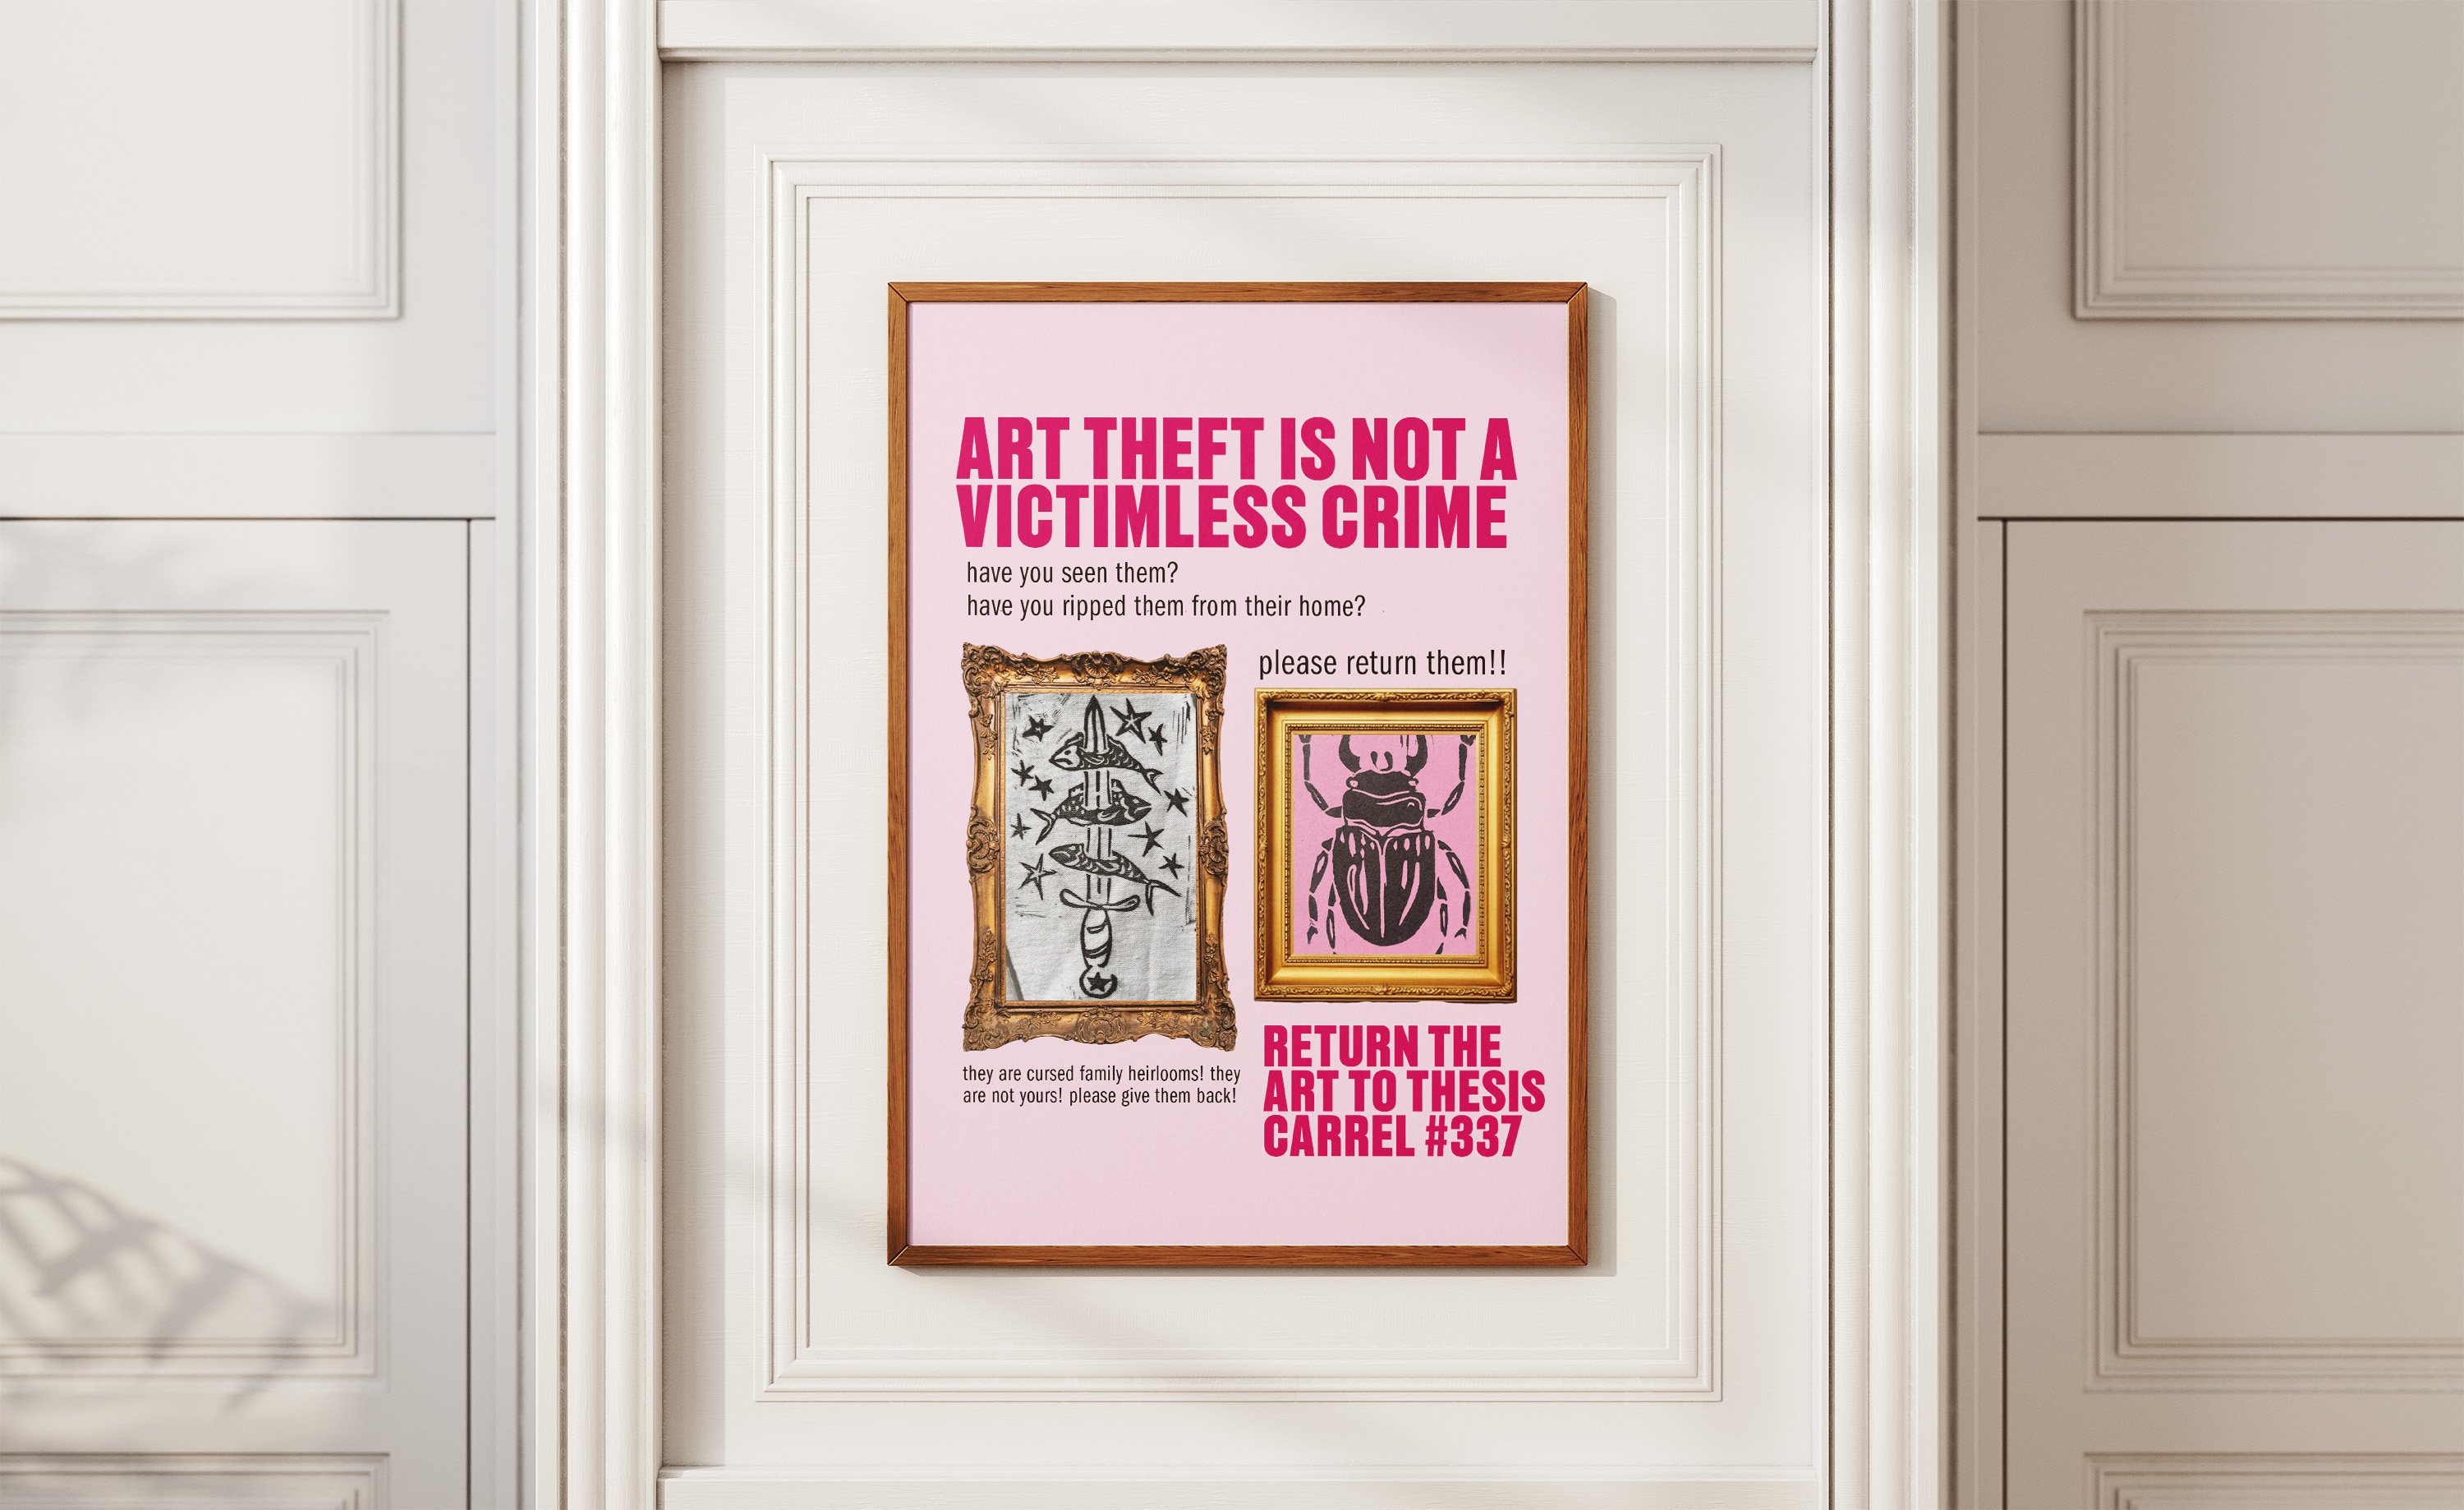 ART THEFT IS NOT A
VICTIMLESS CRIME
have you seen them?
have you ripped them from their home?
please return them!!
they are cursed family heirlooms! they
are not yours! please give them back!
RETURN THE
ART TO THESIS
CARREL #337